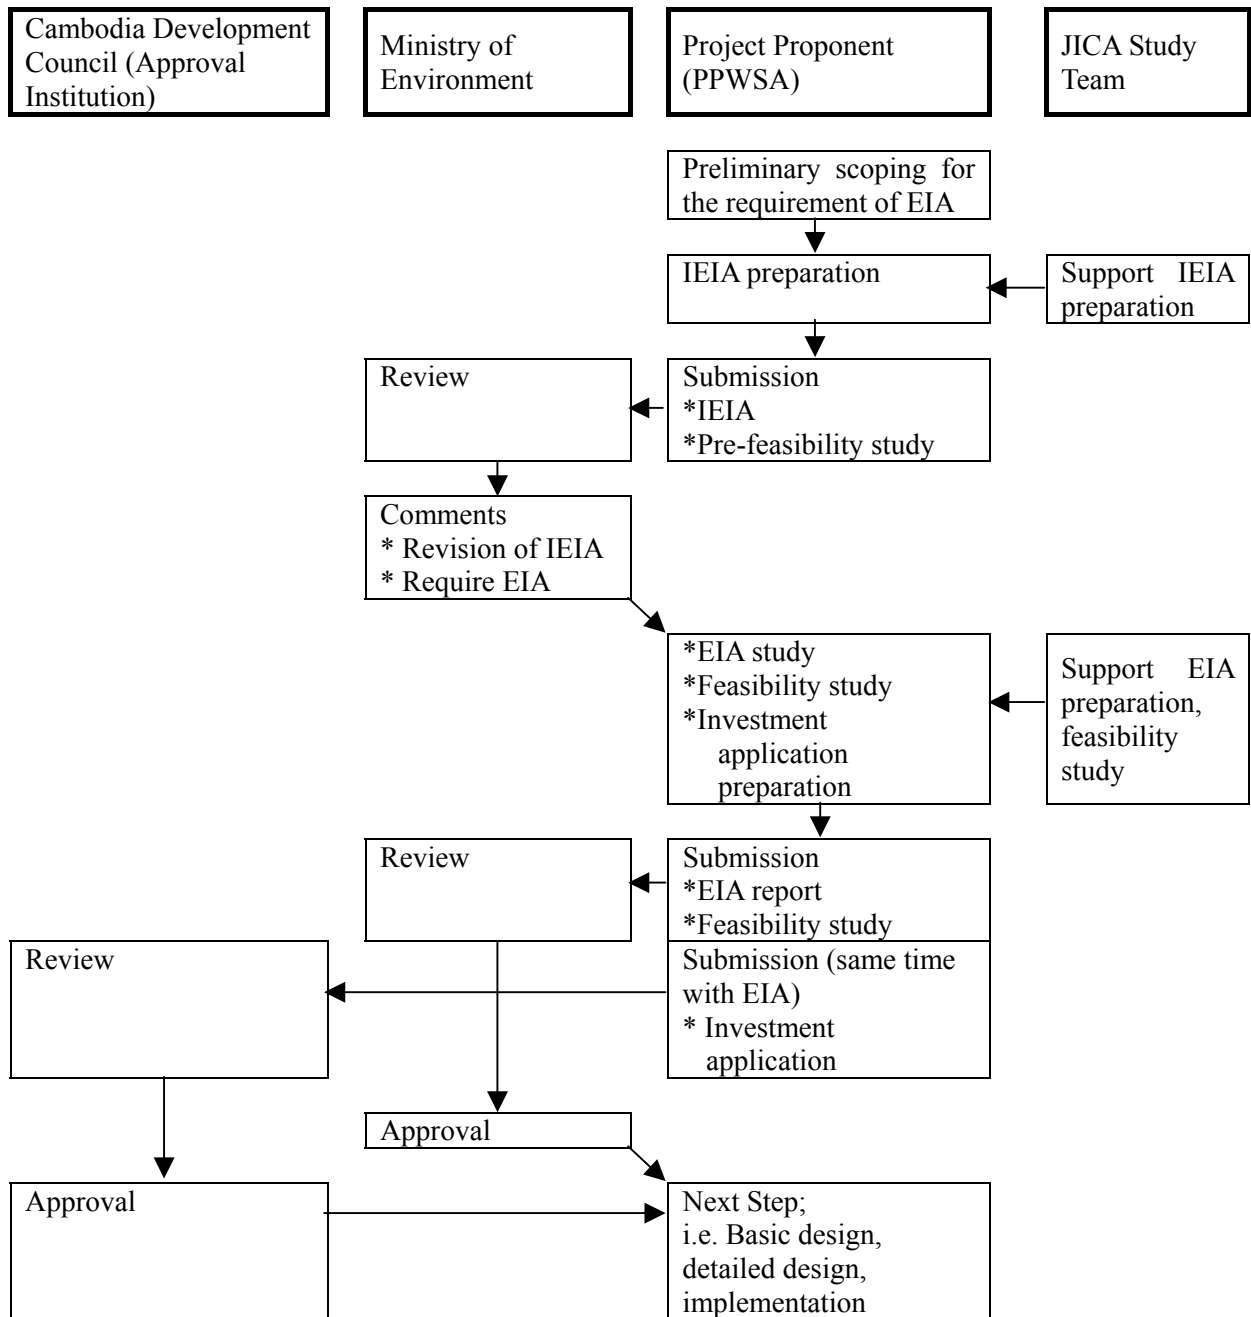 Cambodia Development
Council (Approval
Institution)
Ministry of
Environment
Project Proponent
(PPWSA)
JICA Study
Team
Preliminary scoping for
the requirement of EIA
IEIA preparation
Support IEIA
preparation
Review
Submission
*IEIA
*Pre-feasibility study
Comments
* Revision of IEIA
* Require EIA
*EIA study
*Feasibility study
*Investment
application
preparation
Support EIA
preparation,
feasibility
study
Review
Submission
*EIA report
*Feasibility study
Review
Submission (same time
with EIA)
* Investment
application
Approval
Approval
Next Step;
i.e. Basic design,
detailed design,
implementation